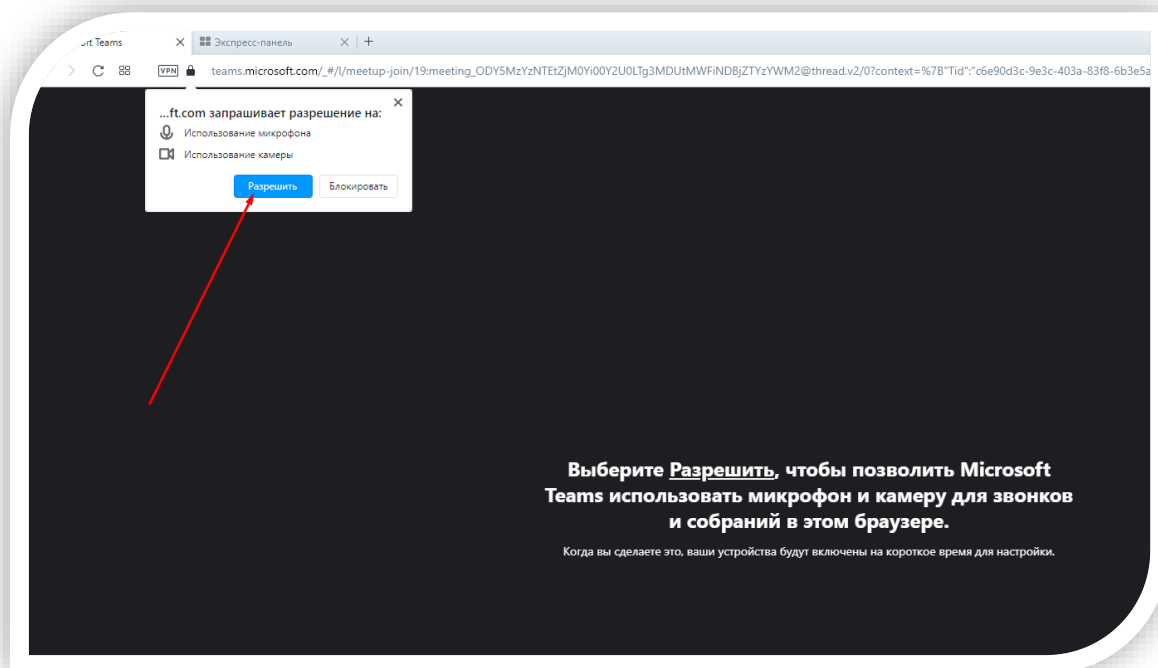 oft Teams
Экспресс-панель
VPN teams.microsoft.com/_#/l/meetup-join/19:meeting_ODY5MzYzNTEtZjM0Yi00Y2U0LTg3MDUtMWFiNDBjZTYzYWM2@thread.v2/0?context=%7B"Tid":"c6e90d3c-9e3c-403a-83f8-6b3e5a
...ft.com запрашивает разрешение на:
Использование микрофона
Использование камеры
Разрешить Блокировать
Выберите Разрешить, чтобы позволить Microsoft
Teams использовать микрофон и камеру для звонков
и собраний в этом браузере.
Когда вы сделаете это, ваши устройства будут включены на короткое время для настройки.